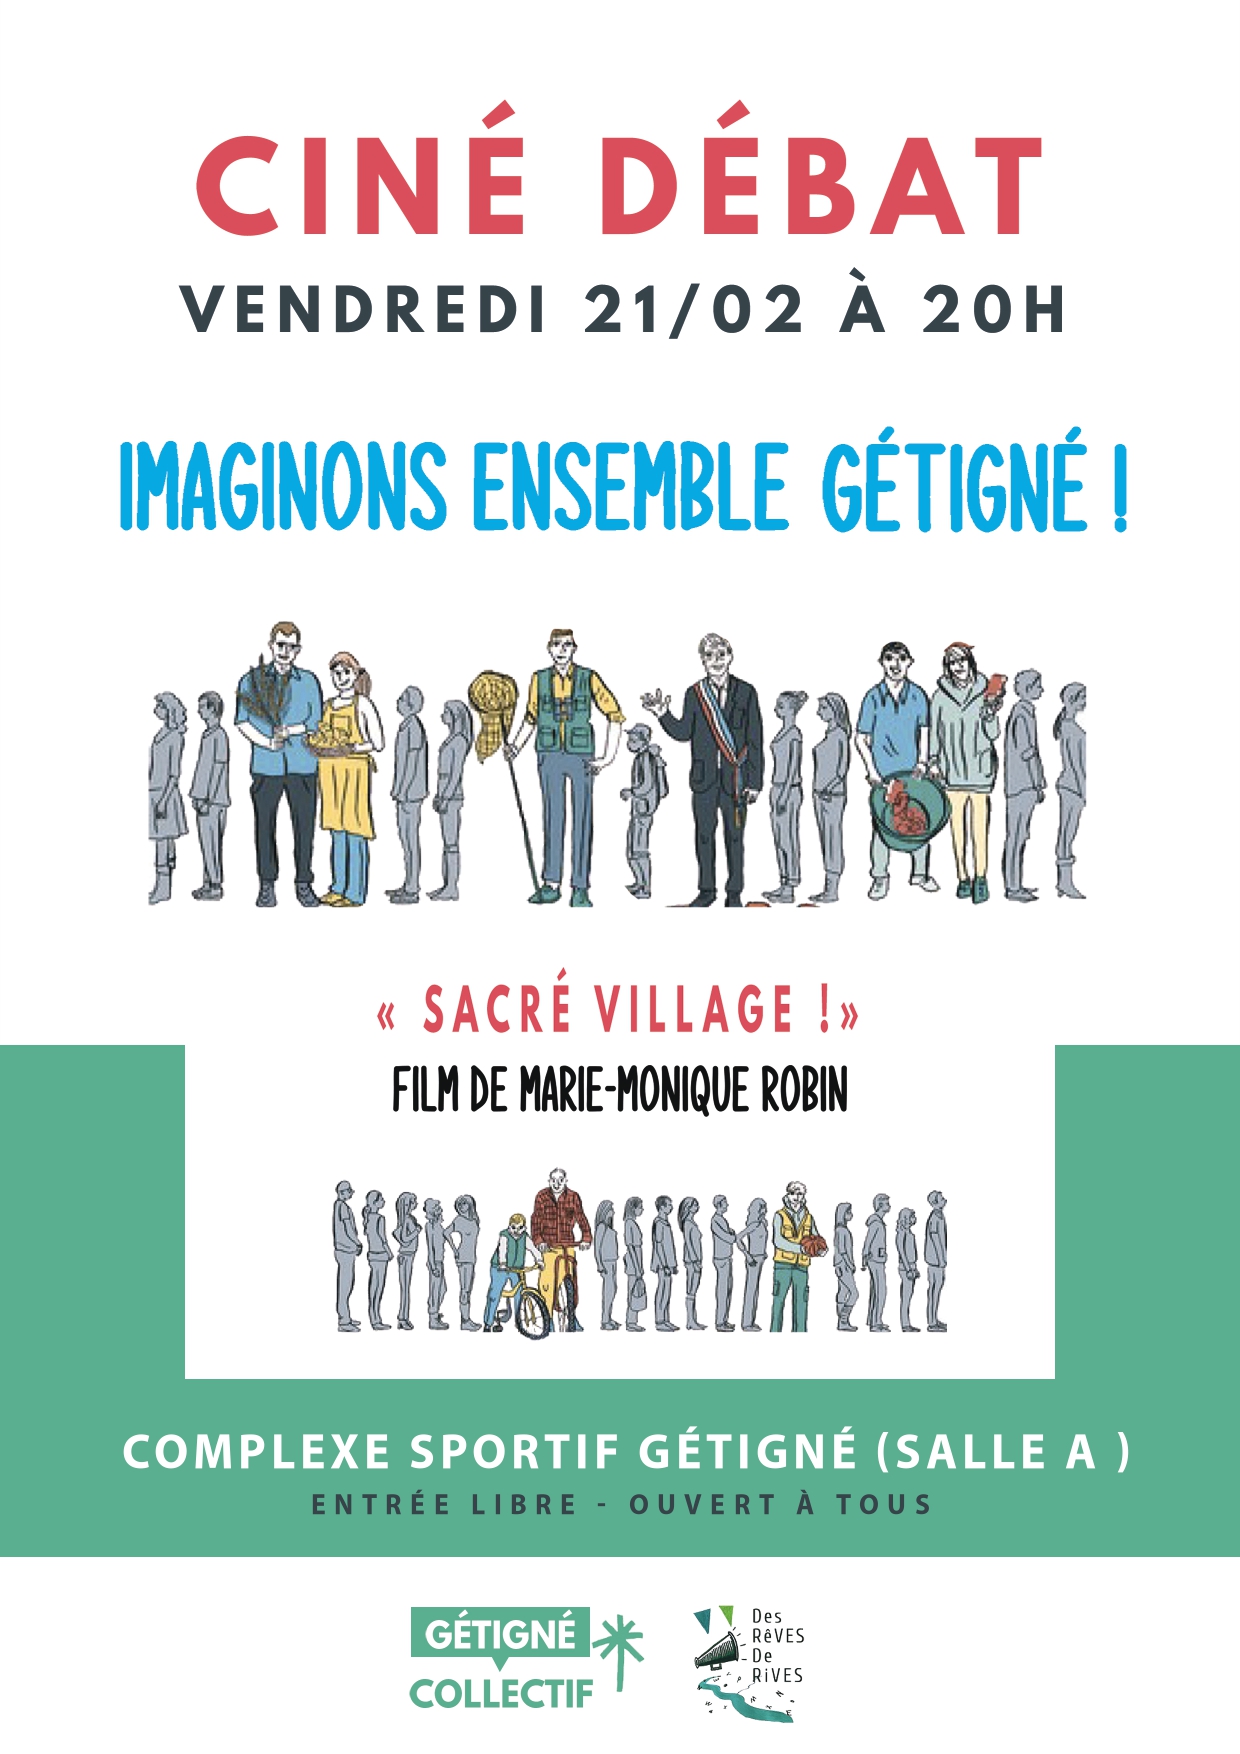 CINÉ DÉBAT
VENDREDI 21/02 À 20H
IMAGINONS ENSEMBLE GÉTIGNÉ !
« SACRÉ VILLAGE !»
FILM DE MARIE-MONIQUE ROBIN
COMPLEXE SPORTIF GÉTIGNÉ (SALLE A )
ENTRÉE LIBRE - OUVERT À TOUS
GÉTIGNÉ
COLLECTIF
Des
RêVES
De
RiVES